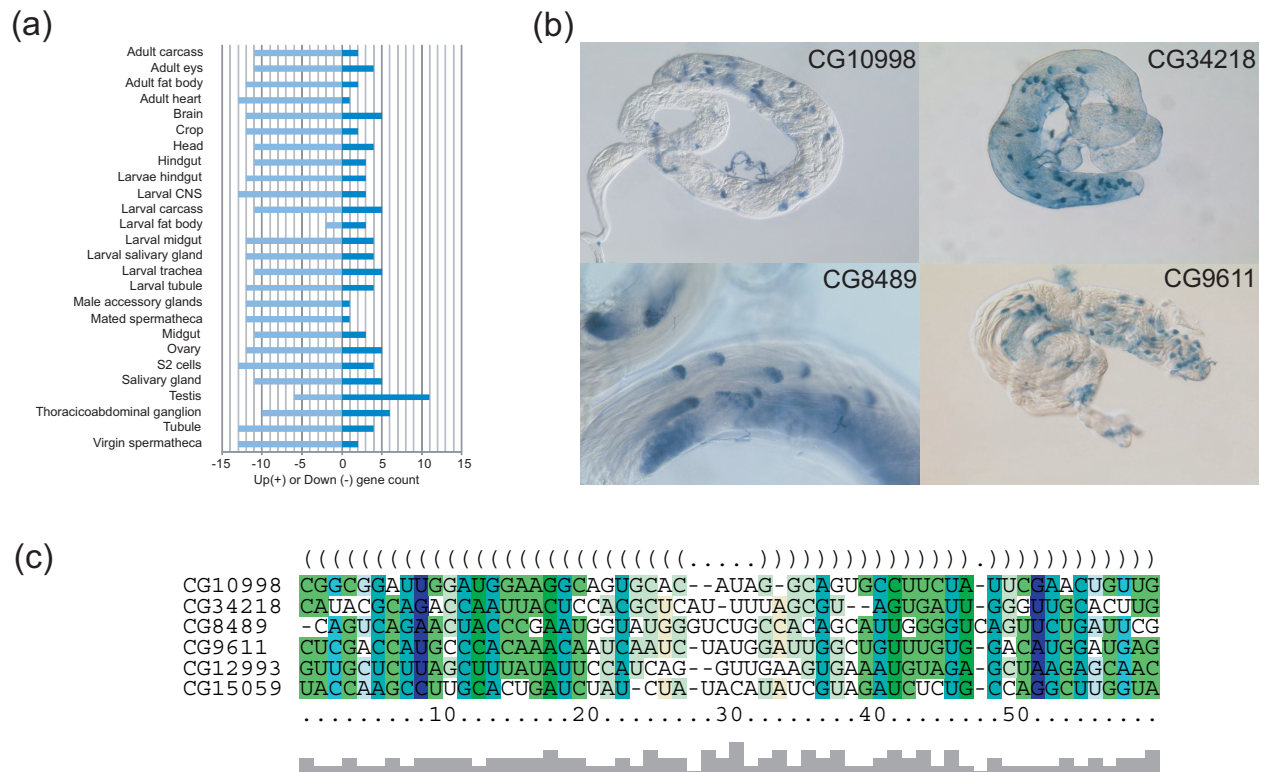 (a)
Adult carcass
Adult eys
Adult fat body
Adult heart
Brain
Crop
Head
Hindgut
Larvae hindgut
Larval CNS
Larval carcass
Larval fat body
Larval midgut
Larval salivary gland
Larval trachea
Larval tubule
Male accessory glands
Mated spermatheca
Midgut
Ovary
S2 cells
Salivary gland
Testis
Thoracicoabdominal ganglion
Tubule
Virgin spermatheca
-15 -10 -5 0 5 10 15
Up(+) or Down (-) gene count
(b)
CG10998
CG34218
CG8489
CG9611
(c)
(((((((((((((((((((((((((((.....))))))))))))))).))))))))))))
CG10998 CGGCGGAUUGGAUGGAAGGCAGUGCAC--AUAG-GCAGUGCCUUCUA-UUCGAACUGUUG
CG34218 CAUACGCAGACCAAUUACUCCACGCUCAU-UUUAGCGU--AGUGAUU-GGGUUGCACUUG
CG8489 -CAGUCAGAACUACCCGAAUGGUAUGGGUCUGCCACAGCAUUGGGGUCAGUUCUGAUUCG
CG9611 CUCGACCAUGCCCACAAACAAUCAAUC-UAUGGAUUGGCUGUUUGUG-GACAUGGAUGAG
CG12993 GUUGCUCUUAGCUUUAUAUUCCAUCAG--GUUGAAGUGAAAUGUAGA-GCUAAGAGCAAC
CG15059 UACCAAGCCUUGCACUGAUCUAU-CUA-UACAUAUCGUAGAUCUCUG-CCAGGCUUGGUA
.........10........20........30........40........50.........